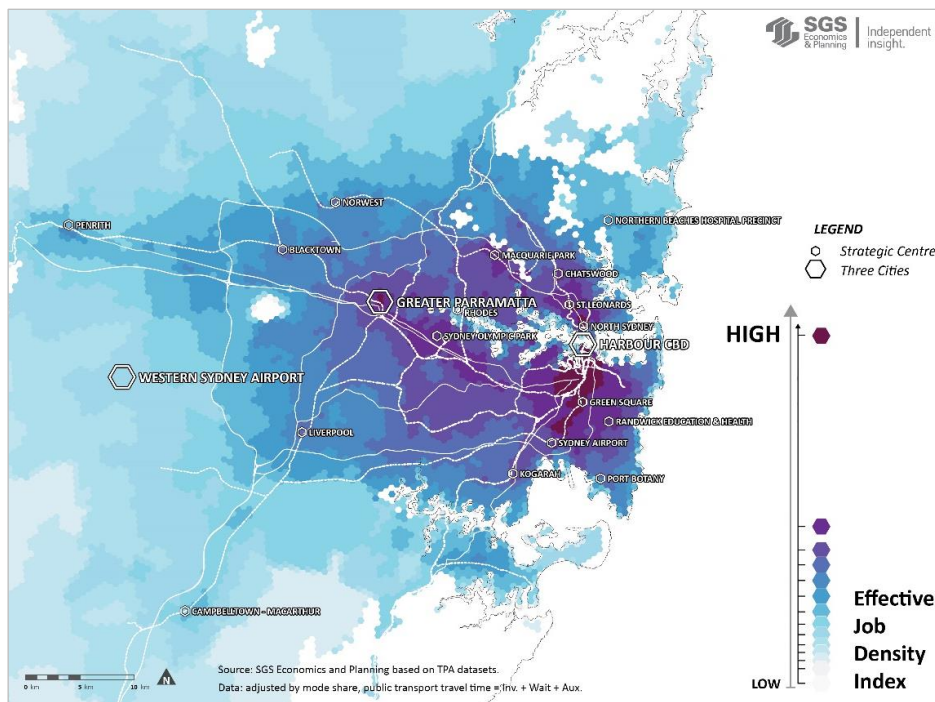 SGS
Economics
& Planning
Independent
insight.
NORWEST
PENRITH
NORTHERN BEACHES HOSPITAL PRECINCT
BLACKTOWN
MACQUARIE PARK
CHATSWOOD
GREATER PARRAMATTA
RHODES
ST LEONARDS
NORTH SYDNEY
SYDNEY OLYMPIC PARK
HARBOUR CBD
WESTERN SYDNEY AIRPORT
GREEN SQUARE
RANDWICK EDUCATION & HEALTH
LIVERPOOL
SYDNEY AIRPORT
KOGARAH
PORT BOTANY
CAMPBELLTOWN - MACARTHUR
LEGEND
Strategic Centre
Three Cities
HIGH
Effective
Job
Density
Index
LOW
0 km
5 km
10 km
N
Source: SGS Economics and Planning based on TPA datasets.
Data: adjusted by mode share, public transport travel time = Inv. + Wait + Aux.